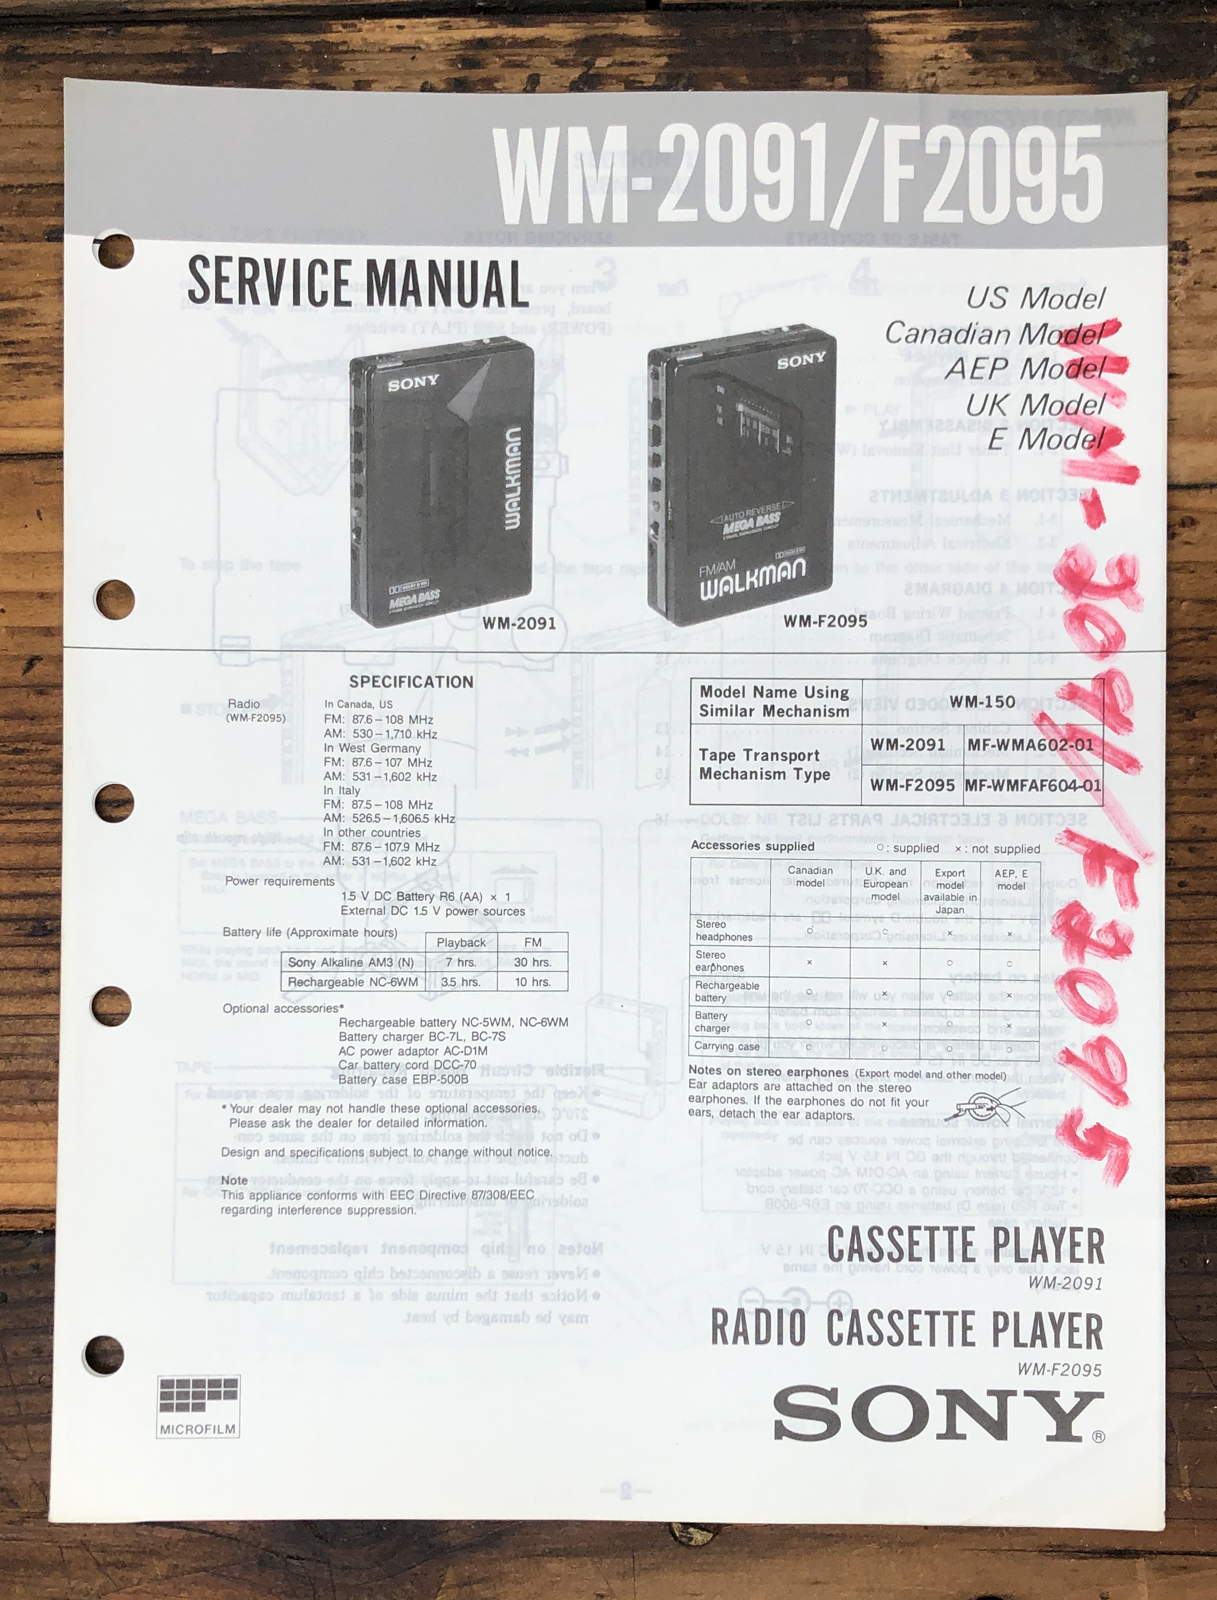 WM-2091/F2095
SERVICE MANUAL
US Model
Canadian Model
AEP Model
UK Model
E Model
SONY
WALKMAN
DOLBY B NR
MEGA BASS
WM-2091
SONY
AUTO REVERSE
MEGA BASS
DOLBY B NR
FM/AM
WALKMAN
WM-F2095
WM-2091/F2095
SPECIFICATION
Radio
(WM-F2095)
In Canada, US
FM: 87.6–108 MHz
AM: 530–1,710 kHz
In West Germany
FM: 87.6–107 MHz
AM: 531–1,602 kHz
In Italy
FM: 87.5–108 MHz
AM: 526.5–1,606.5 kHz
In other countries
FM: 87.6–107.9 MHz
AM: 531–1,602 kHz
Power requirements
1.5 V DC Battery R6 (AA) × 1
External DC 1.5 V power sources
Battery life (Approximate hours)
Playback FM
Sony Alkaline AM3 (N) 7 hrs. 30 hrs.
Rechargeable NC-6WM 3.5 hrs. 10 hrs.
Optional accessories*
Rechargeable battery NC-5WM, NC-6WM
Battery charger BC-7L, BC-7S
AC power adaptor AC-D1M
Car battery cord DCC-70
Battery case EBP-500B
* Your dealer may not handle these optional accessories.
Please ask the dealer for detailed information.
Design and specifications subject to change without notice.
Note
This appliance conforms with EEC Directive 87/308/EEC
regarding interference suppression.
Model Name Using
Similar Mechanism
WM-150
Tape Transport
Mechanism Type
WM-2091 MF-WMA602-01
WM-F2095 MF-WMFAF604-01
Accessories supplied ○: supplied ×: not supplied
Canadian
model
U.K. and
European
model
Export
model
available in
Japan
AEP, E
model
Stereo
headphones ○ ○ × ×
Stereo
earphones × × ○ ○
Rechargeable
battery ○ × ○ ×
Battery
charger ○ × ○ ×
Carrying case ○ ○ ○ ○
Notes on stereo earphones (Export model and other model)
Ear adaptors are attached on the stereo
earphones. If the earphones do not fit your
ears, detach the ear adaptors.
CASSETTE PLAYER
WM-2091
RADIO CASSETTE PLAYER
WM-F2095
SONY®
MICROFILM